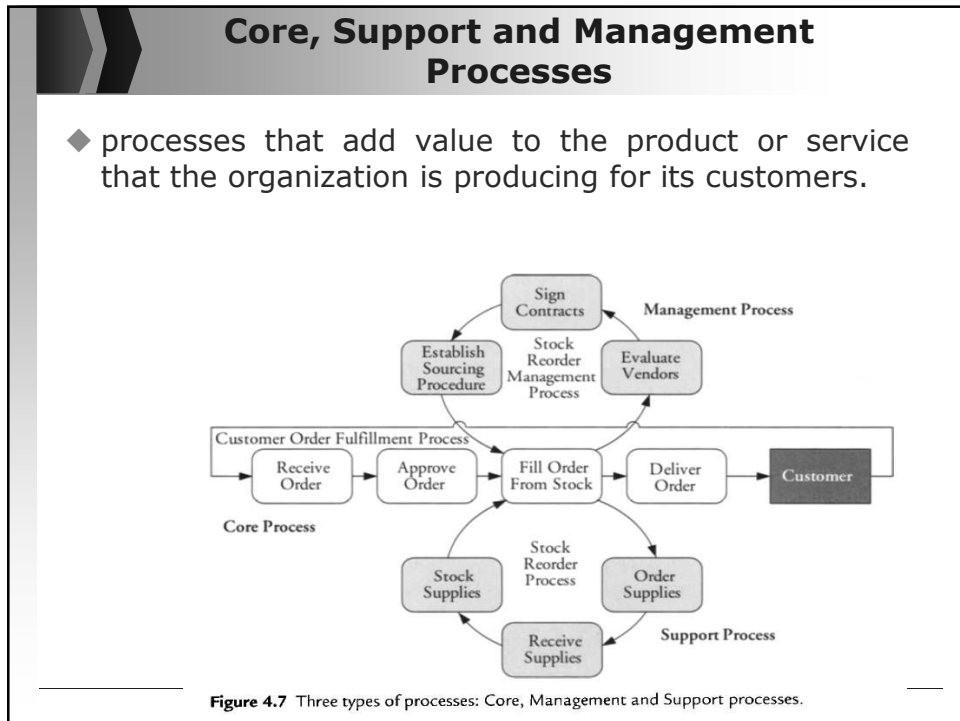 Core, Support and Management
Processes
processes that add value to the product or service
that the organization is producing for its customers.
Sign
Contracts
Management Process
Establish
Sourcing
Procedure
Stock
Reorder
Management
Process
Evaluate
Vendors
Customer Order Fulfillment Process
Receive
Order
Approve
Order
Fill Order
From Stock
Deliver
Order
Customer
Core Process
Stock
Supplies
Stock
Reorder
Process
Order
Supplies
Receive
Supplies
Support Process
Figure 4.7 Three types of processes: Core, Management and Support processes.